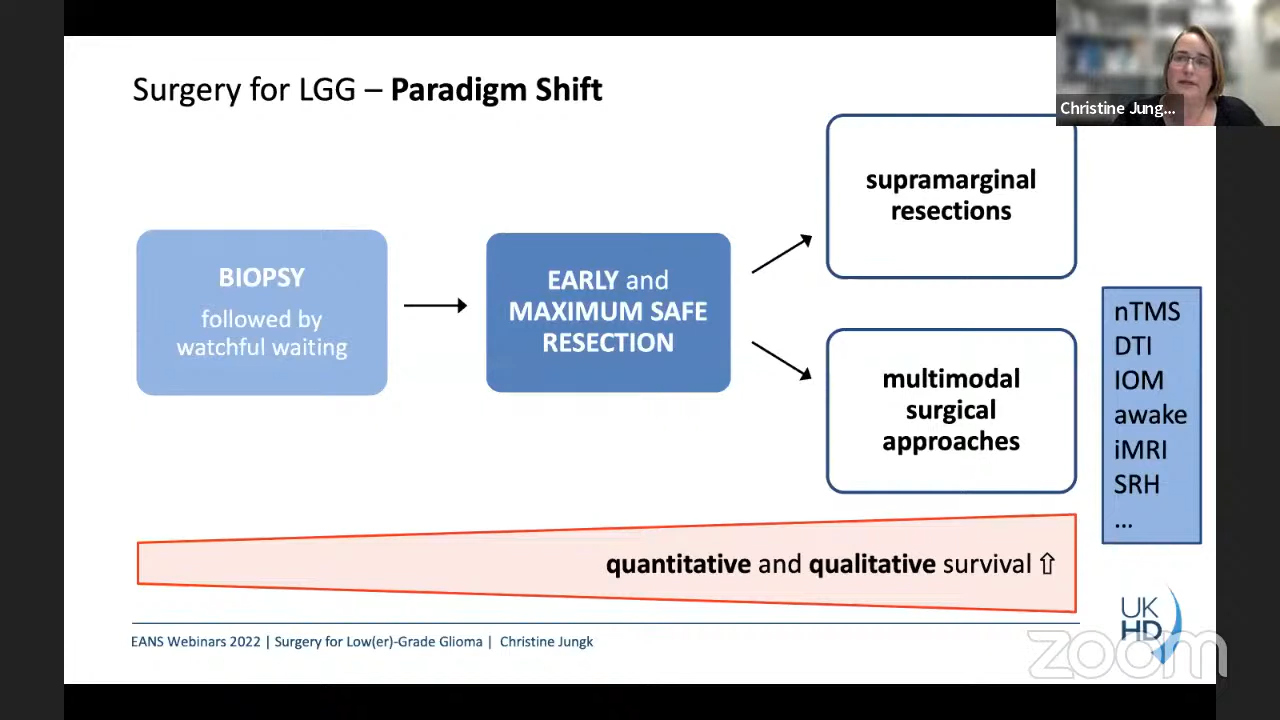 Surgery for LGG – Paradigm Shift
Christine Jung...
BIOPSY
followed by
watchful waiting
EARLY and
MAXIMUM SAFE
RESECTION
supramarginal
resections
multimodal
surgical
approaches
nTMS
DTI
IOM
awake
iMRI
SRH
...
quantitative and qualitative survival ⇧
EANS Webinars 2022 | Surgery for Low(er)-Grade Glioma | Christine Jungk
UK
HD
zoom